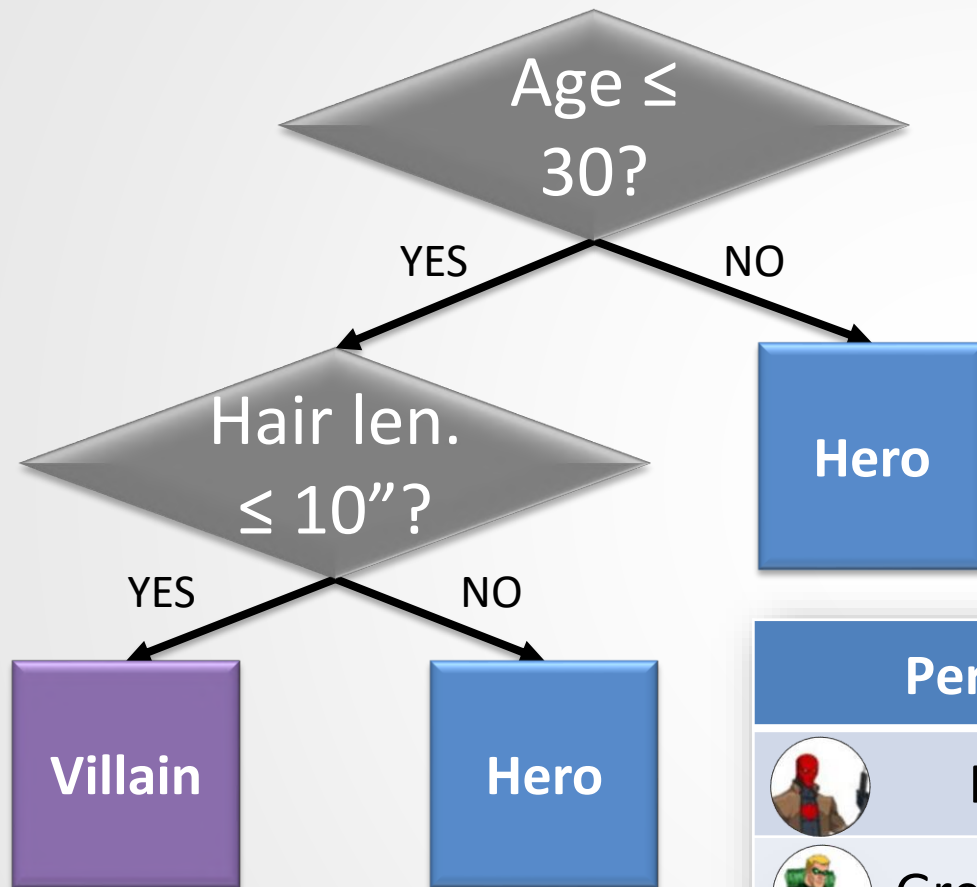 Age ≤
30?
YES
NO
Hair len.
≤ 10”?
Hero
YES
NO
Villain
Hero